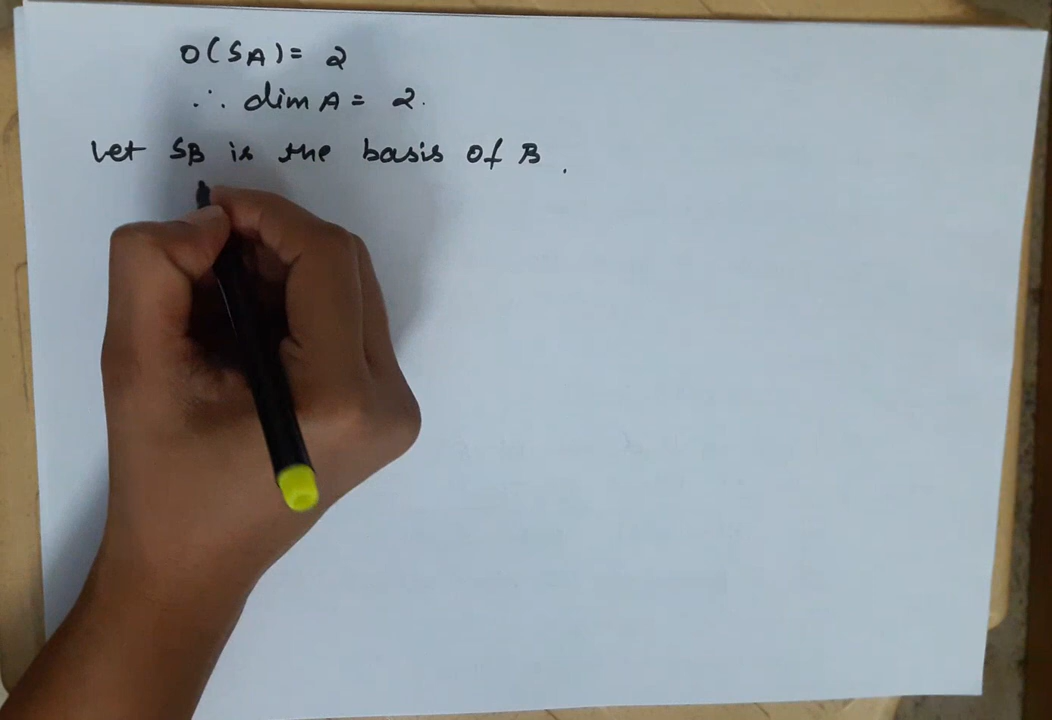 O(SA) = 2
∴ dim A = 2.
Let SB is the basis of B.